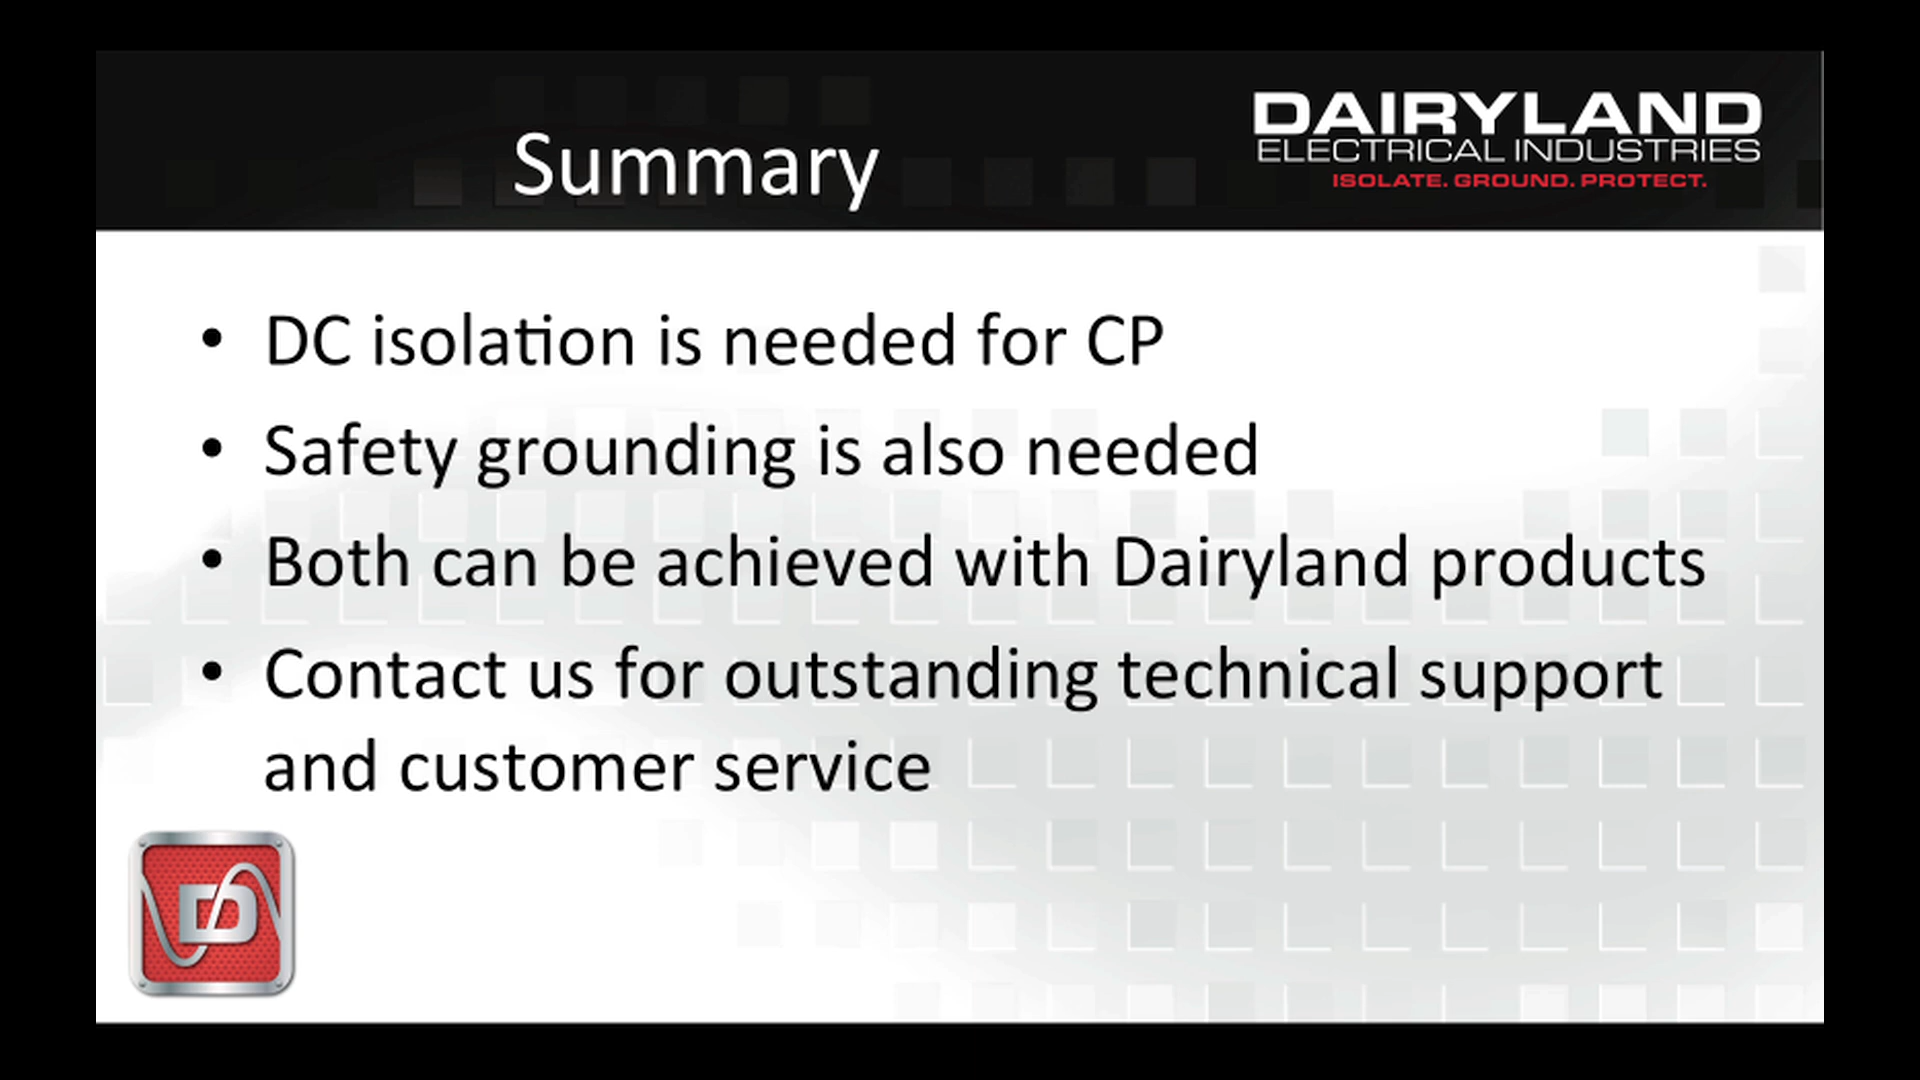 Summary
DAIRYLAND
ELECTRICAL INDUSTRIES
ISOLATE. GROUND. PROTECT.
• DC isolation is needed for CP
• Safety grounding is also needed
• Both can be achieved with Dairyland products
• Contact us for outstanding technical support
and customer service
D